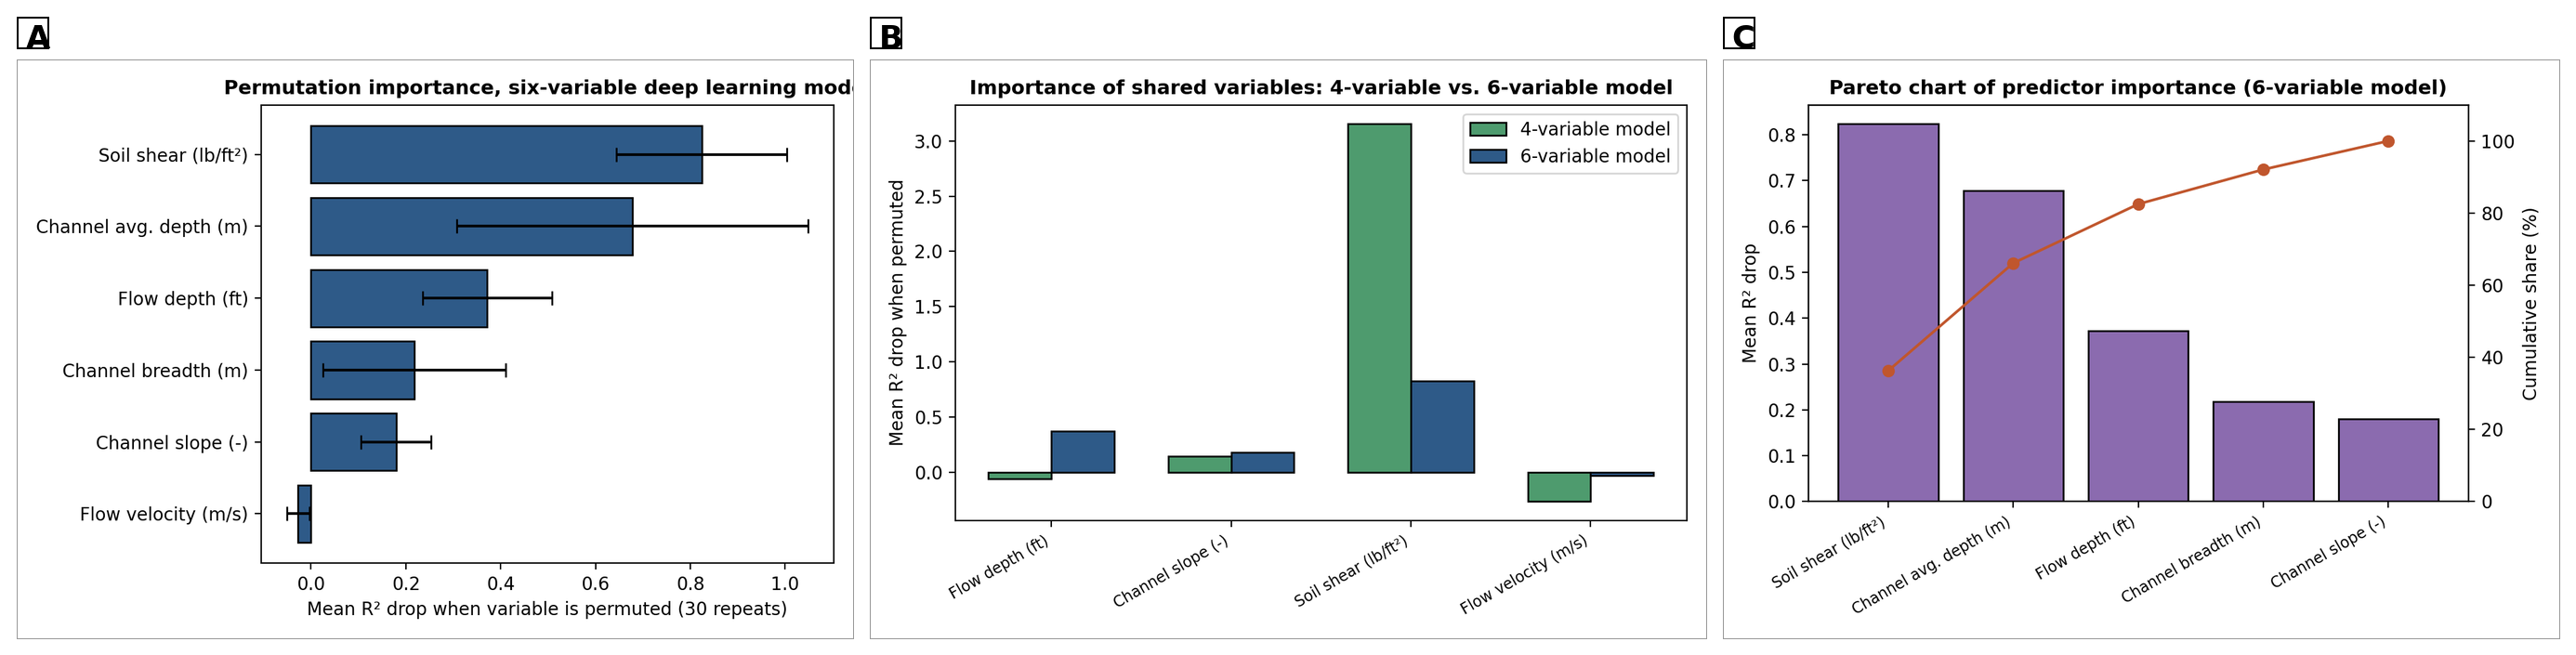 A
Permutation importance, six-variable deep learning mode
Soil shear (lb/ft²)
Channel avg. depth (m)
Flow depth (ft)
Channel breadth (m)
Channel slope (-)
Flow velocity (m/s)
0.0 0.2 0.4 0.6 0.8 1.0
Mean R² drop when variable is permuted (30 repeats)
B
Importance of shared variables: 4-variable vs. 6-variable model
4-variable model
6-variable model
Mean R² drop when permuted
3.0
2.5
2.0
1.5
1.0
0.5
0.0
Flow depth (ft)
Channel slope (-)
Soil shear (lb/ft²)
Flow velocity (m/s)
C
Pareto chart of predictor importance (6-variable model)
Mean R² drop
0.8
0.7
0.6
0.5
0.4
0.3
0.2
0.1
0.0
100
80
60
40
20
0
Cumulative share (%)
Soil shear (lb/ft²)
Channel avg. depth (m)
Flow depth (ft)
Channel breadth (m)
Channel slope (-)